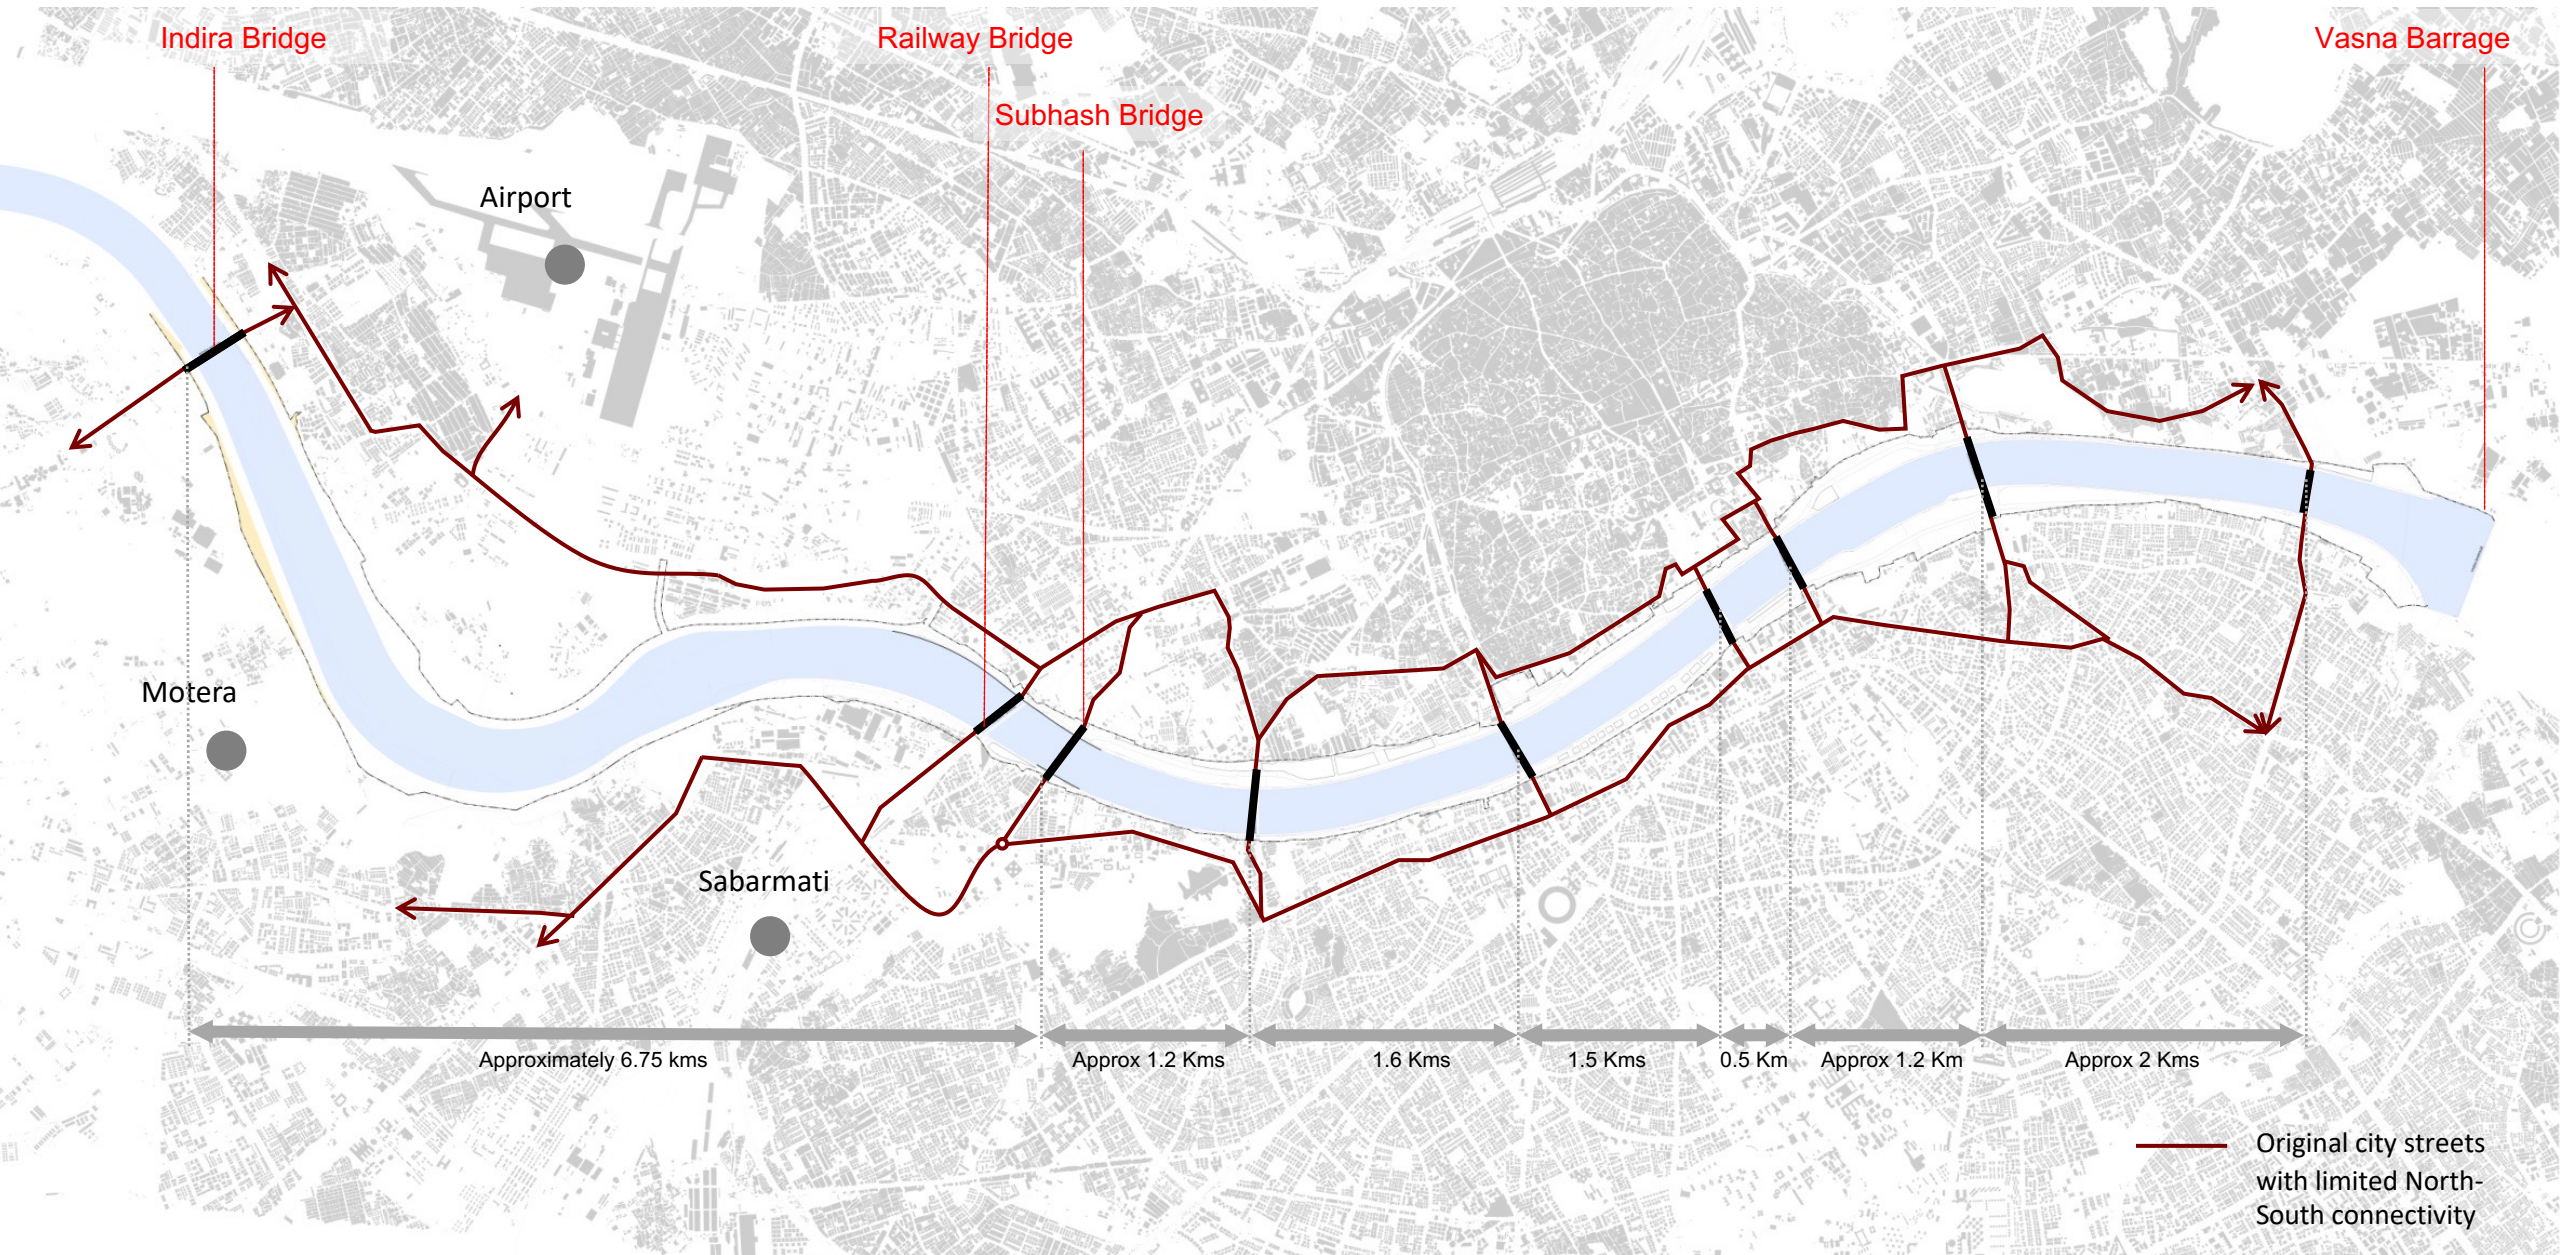 Indira Bridge
Railway Bridge
Vasna Barrage
Subhash Bridge
Airport
Motera
Sabarmati
Approximately 6.75 kms
Approx 1.2 Kms
1.6 Kms
1.5 Kms
0.5 Km
Approx 1.2 Km
Approx 2 Kms
Original city streets
with limited North-
South connectivity